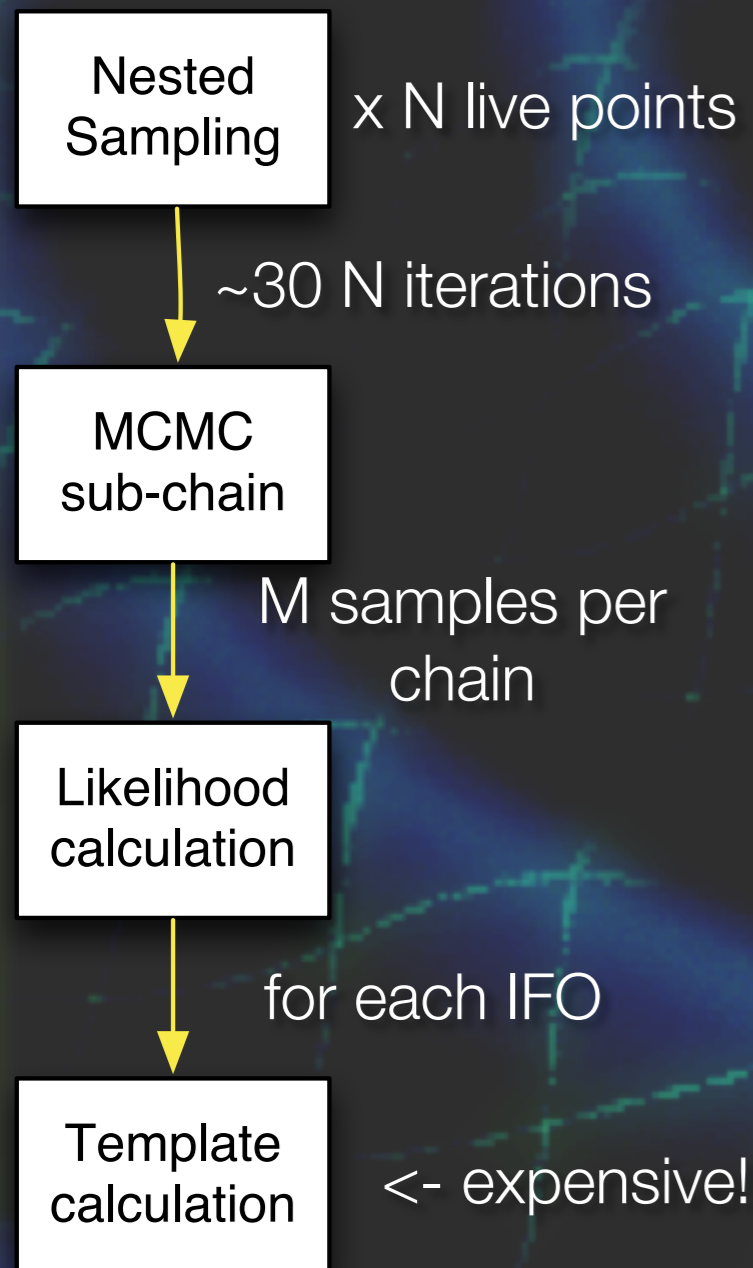 Nested
Sampling
x N live points
~30 N iterations
MCMC
sub-chain
M samples per
chain
Likelihood
calculation
for each IFO
Template
calculation
<- expensive!